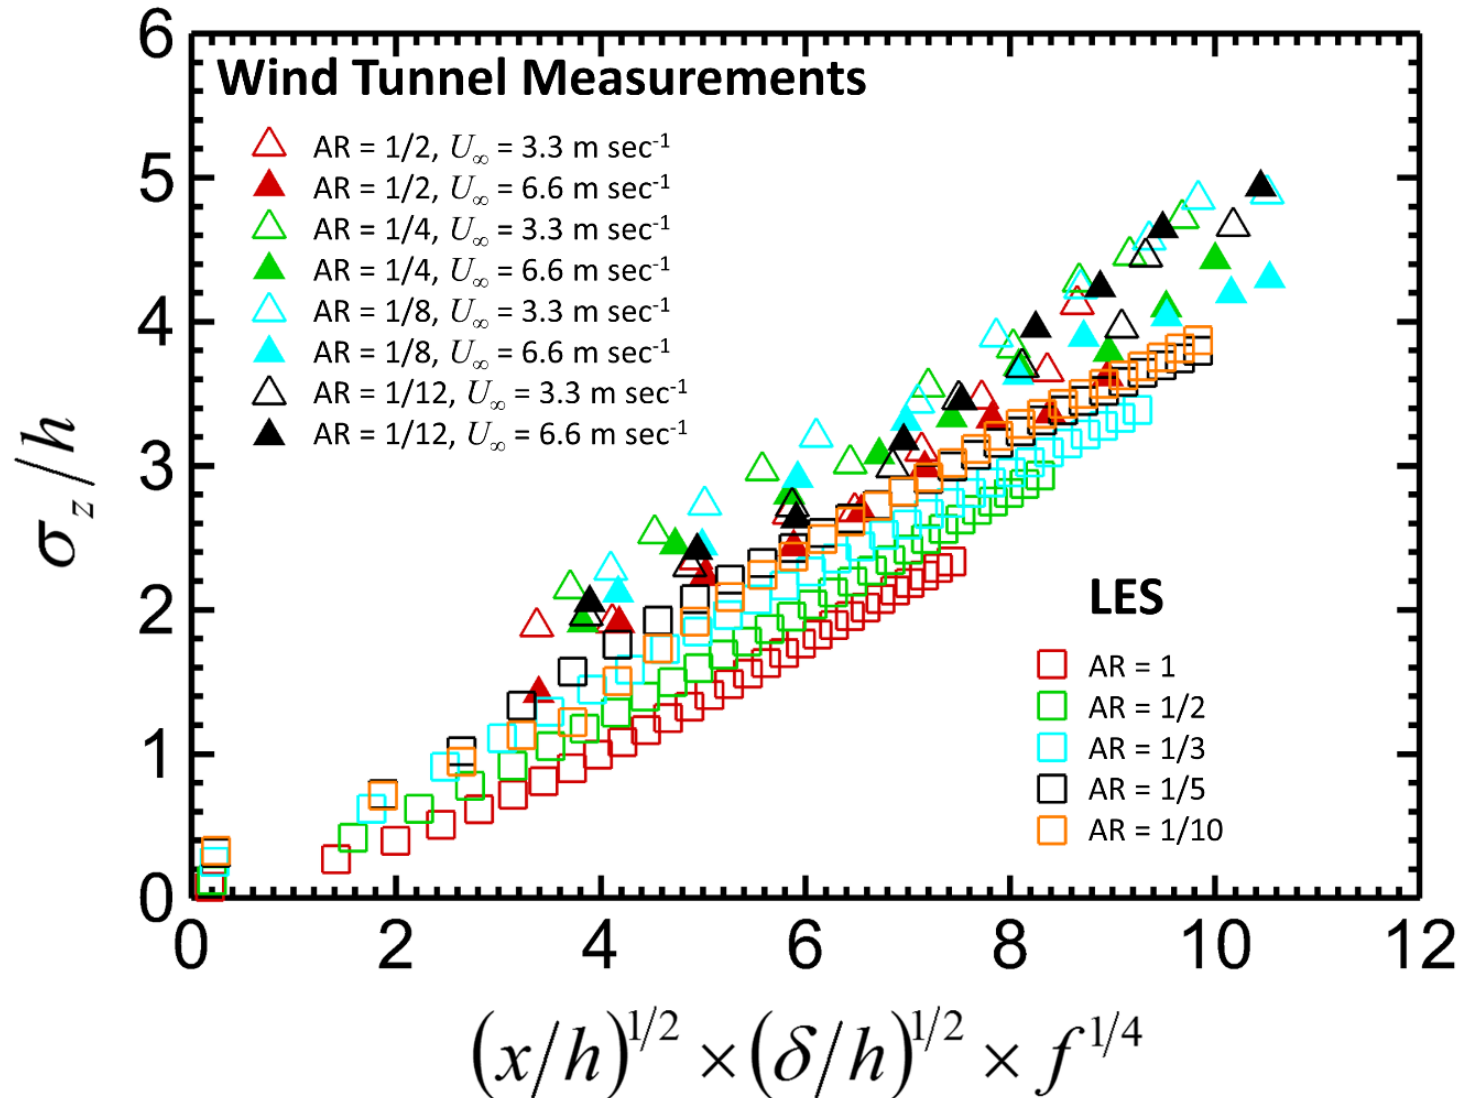 Wind Tunnel Measurements
AR = 1/2, U∞ = 3.3 m sec⁻¹
AR = 1/2, U∞ = 6.6 m sec⁻¹
AR = 1/4, U∞ = 3.3 m sec⁻¹
AR = 1/4, U∞ = 6.6 m sec⁻¹
AR = 1/8, U∞ = 3.3 m sec⁻¹
AR = 1/8, U∞ = 6.6 m sec⁻¹
AR = 1/12, U∞ = 3.3 m sec⁻¹
AR = 1/12, U∞ = 6.6 m sec⁻¹
LES
AR = 1
AR = 1/2
AR = 1/3
AR = 1/5
AR = 1/10
6
5
4
3
2
1
0
σz/h
0 2 4 6 8 10 12
(x/h)^1/2 × (δ/h)^1/2 × f^1/4